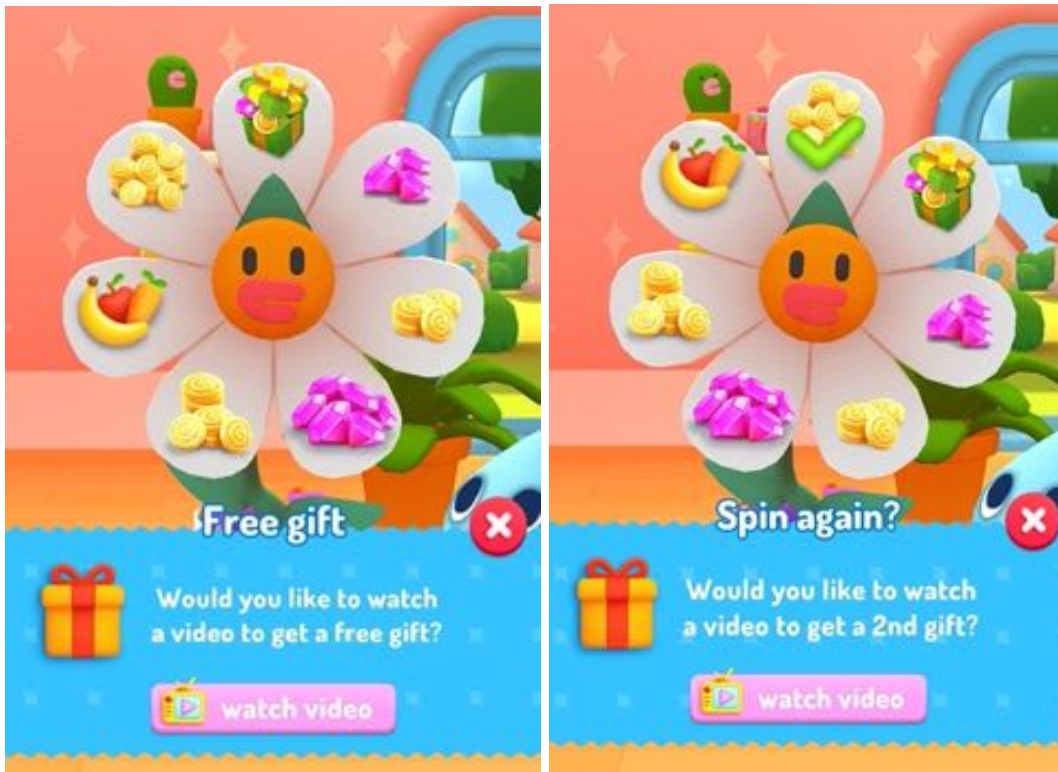 Free gift
Would you like to watch
a video to get a free gift?
watch video
Spin again?
Would you like to watch
a video to get a 2nd gift?
watch video